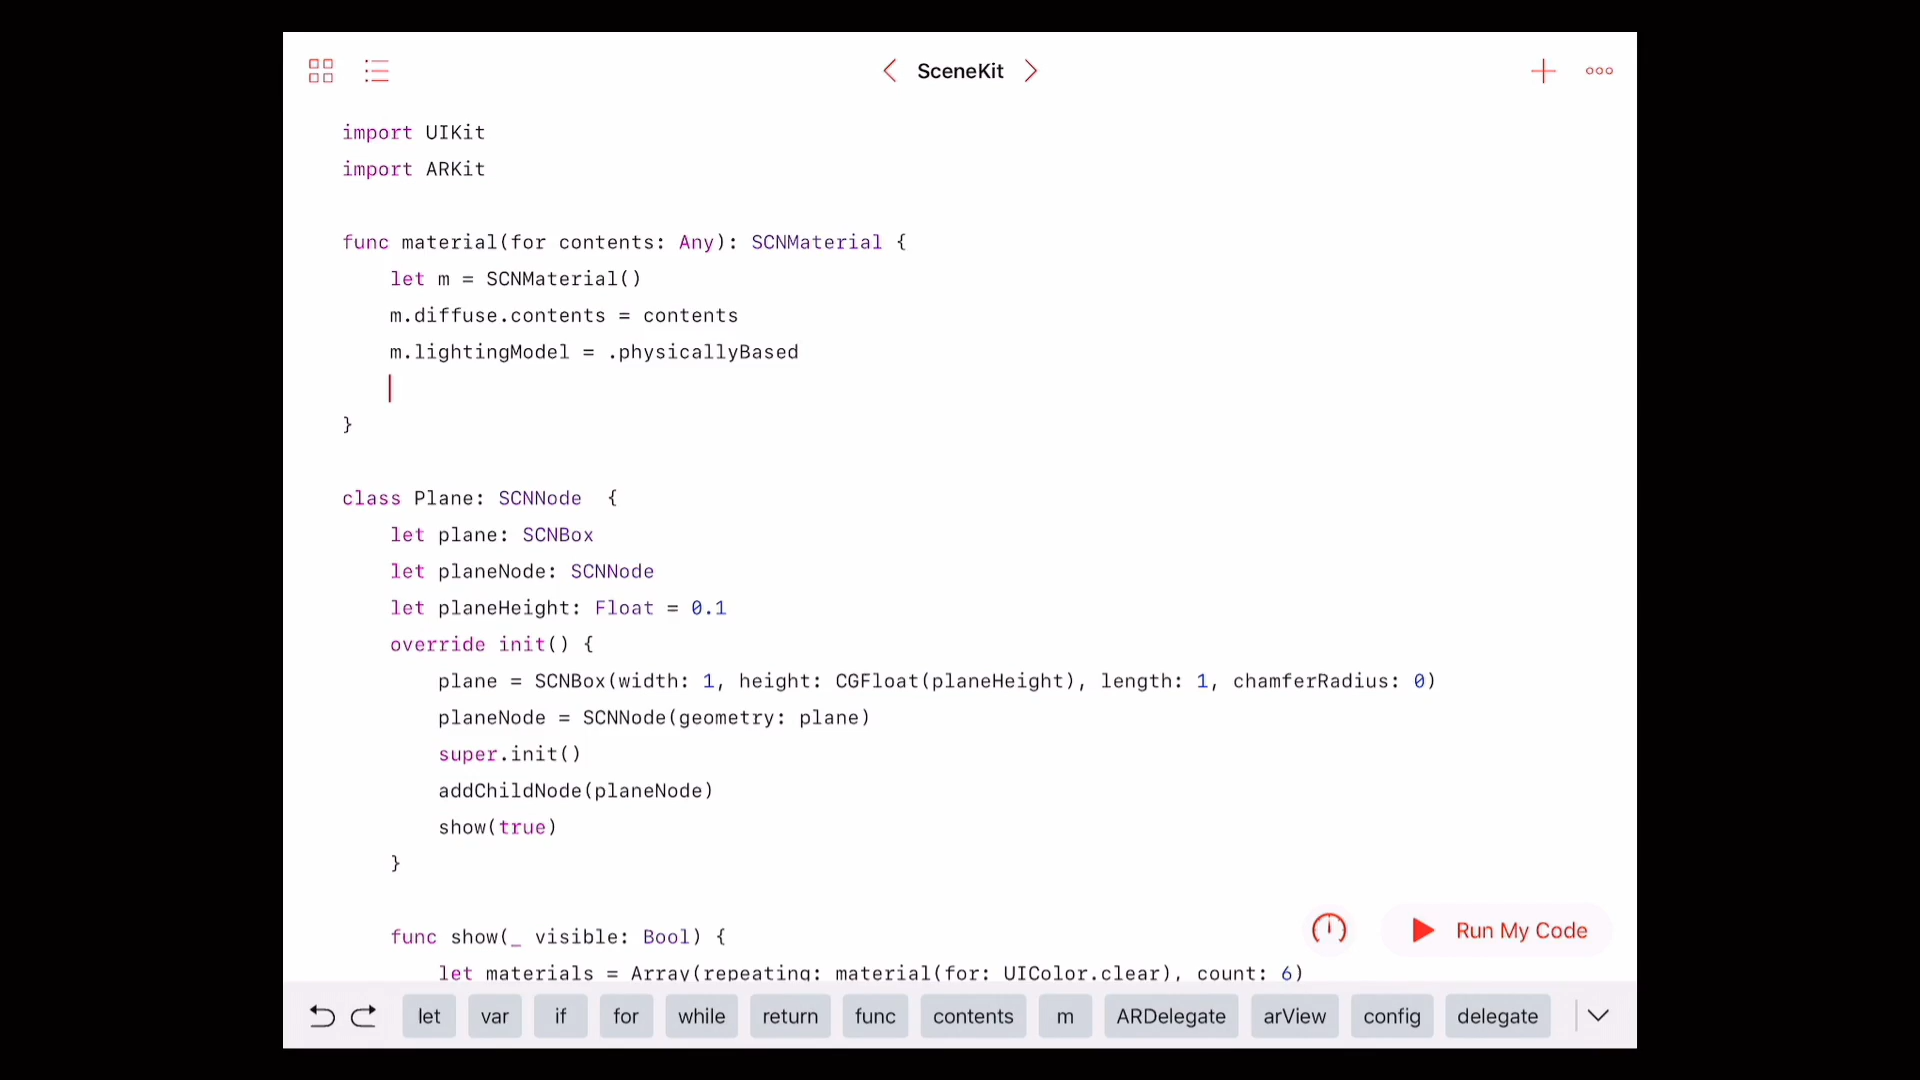 SceneKit
import UIKit
import ARKit
func material(for contents: Any): SCNMaterial {
    let m = SCNMaterial()
    m.diffuse.contents = contents
    m.lightingModel = .physicallyBased
}
class Plane: SCNNode  {
    let plane: SCNBox
    let planeNode: SCNNode
    let planeHeight: Float = 0.1
    override init() {
        plane = SCNBox(width: 1, height: CGFloat(planeHeight), length: 1, chamferRadius: 0)
        planeNode = SCNNode(geometry: plane)
        super.init()
        addChildNode(planeNode)
        show(true)
    }
    func show(_ visible: Bool) {
        let materials = Array(repeating: material(for: UIColor.clear), count: 6)
Run My Code
let var if for while return func contents m ARDelegate arView config delegate